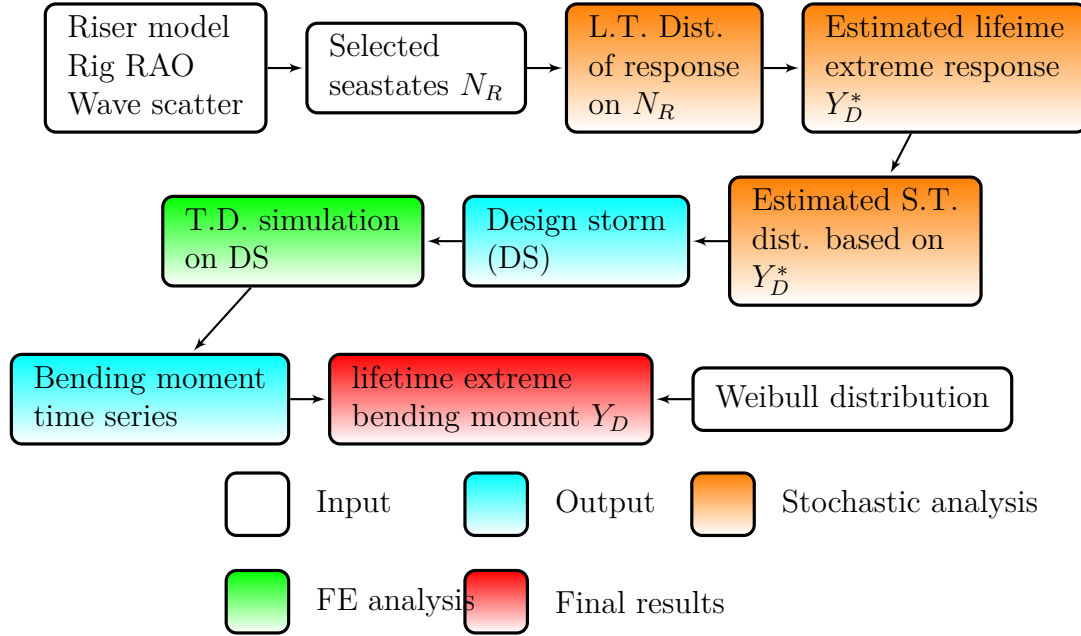 Riser model
Rig RAO
Wave scatter
Selected
seastates N_R
L.T. Dist.
of response
on N_R
Estimated lifeime
extreme response
Y_D^*
T.D. simulation
on DS
Design storm
(DS)
Estimated S.T.
dist. based on
Y_D^*
Bending moment
time series
lifetime extreme
bending moment Y_D
Weibull distribution
Input
Output
Stochastic analysis
FE analysis
Final results